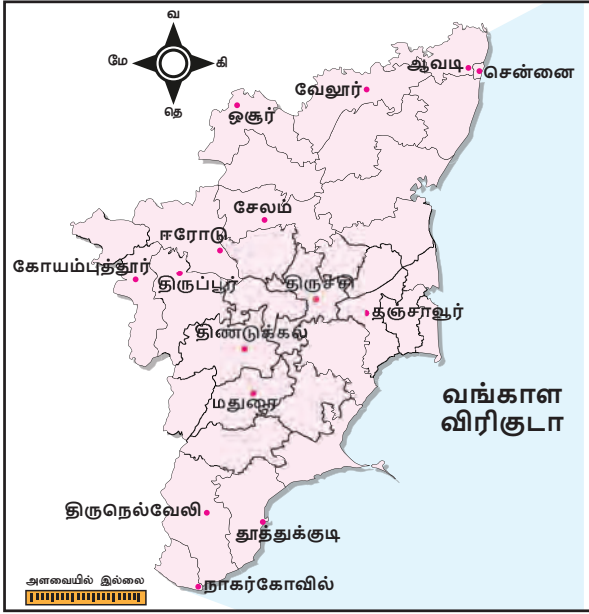 வ
மே
கி
தெ
ஆவடி
சென்னை
வேலூர்
ஒசூர்
சேலம்
ஈரோடு
கோயம்புத்தூர்
திருப்பூர்
திருச்சி
தஞ்சாவூர்
திண்டுக்கல்
மதுரை
வங்காள
விரிகுடா
திருநெல்வேலி
தூத்துக்குடி
அளவையில் இல்லை
நாகர்கோவில்